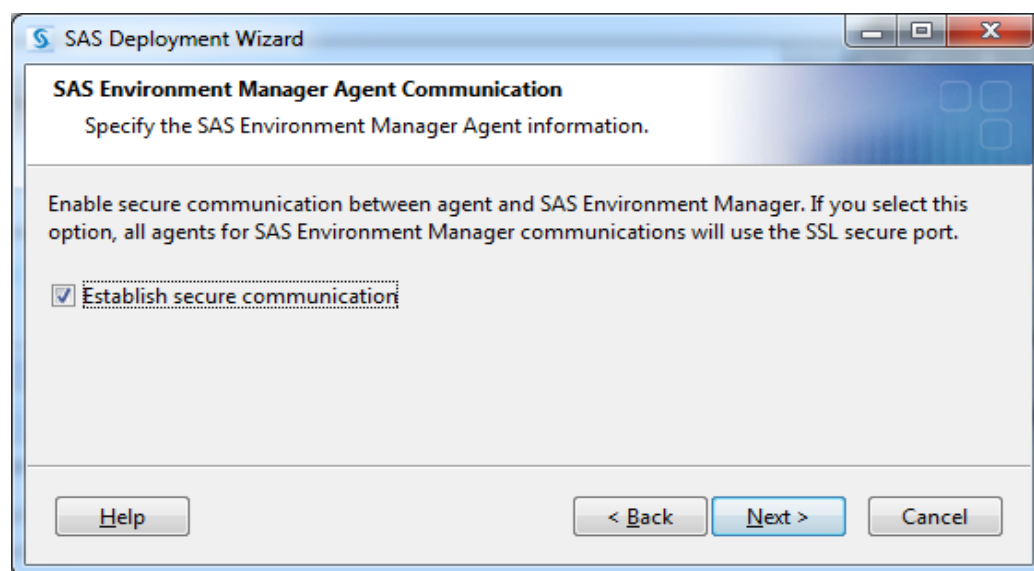 SAS Deployment Wizard
SAS Environment Manager Agent Communication
Specify the SAS Environment Manager Agent information.
Enable secure communication between agent and SAS Environment Manager. If you select this
option, all agents for SAS Environment Manager communications will use the SSL secure port.
Establish secure communication
Help
< Back
Next >
Cancel